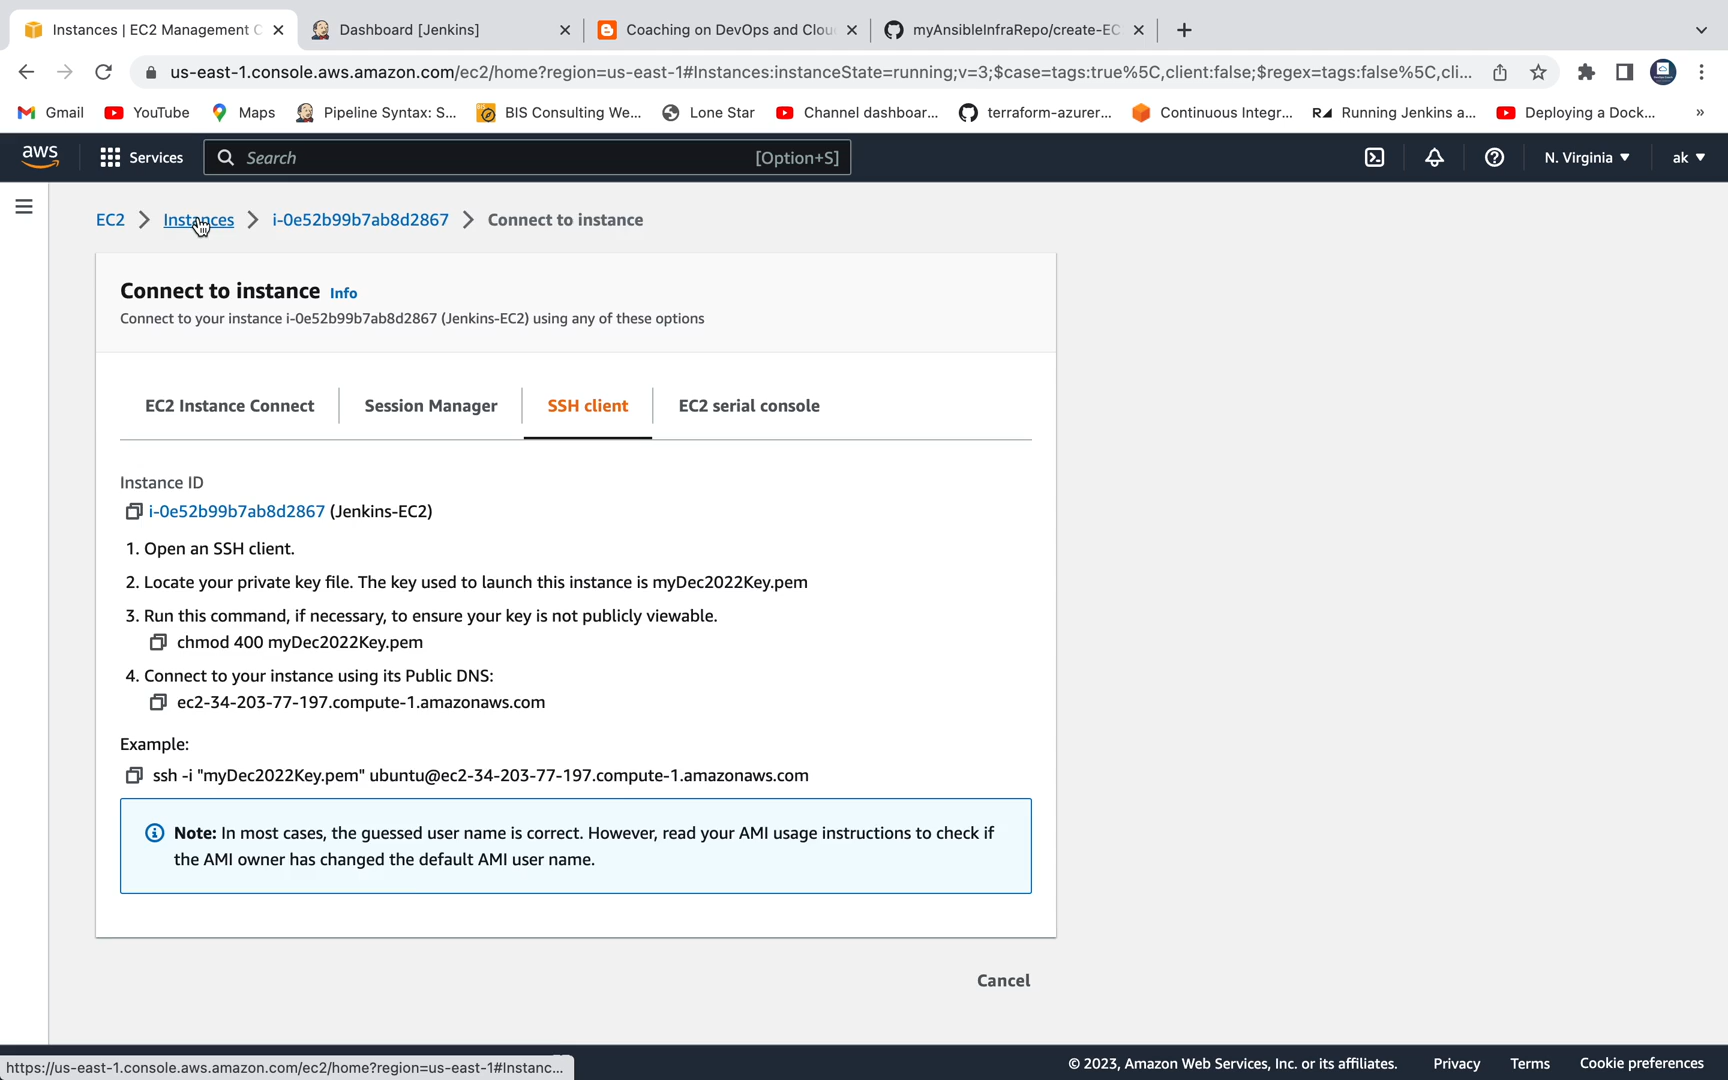 Instances | EC2 Management C
Dashboard [Jenkins]
Coaching on DevOps and Clou
myAnsibleInfraRepo/create-EC
us-east-1.console.aws.amazon.com/ec2/home?region=us-east-1#Instances:instanceState=running;v=3;$case=tags:true%5C,client:false;$regex=tags:false%5C,cli...
Gmail
YouTube
Maps
Pipeline Syntax: S...
BIS Consulting We...
Lone Star
Channel dashboar...
terraform-azurer...
Continuous Integr...
Running Jenkins a...
Deploying a Dock...
»
aws
Services
Search
[Option+S]
N. Virginia
ak
EC2 > Instances > i-0e52b99b7ab8d2867 > Connect to instance
Connect to instance Info
Connect to your instance i-0e52b99b7ab8d2867 (Jenkins-EC2) using any of these options
EC2 Instance Connect
Session Manager
SSH client
EC2 serial console
Instance ID
i-0e52b99b7ab8d2867 (Jenkins-EC2)
1. Open an SSH client.
2. Locate your private key file. The key used to launch this instance is myDec2022Key.pem
3. Run this command, if necessary, to ensure your key is not publicly viewable.
chmod 400 myDec2022Key.pem
4. Connect to your instance using its Public DNS:
ec2-34-203-77-197.compute-1.amazonaws.com
Example:
ssh -i "myDec2022Key.pem" ubuntu@ec2-34-203-77-197.compute-1.amazonaws.com
Note: In most cases, the guessed user name is correct. However, read your AMI usage instructions to check if
the AMI owner has changed the default AMI user name.
Cancel
https://us-east-1.console.aws.amazon.com/ec2/home?region=us-east-1#Instanc...
© 2023, Amazon Web Services, Inc. or its affiliates.
Privacy
Terms
Cookie preferences